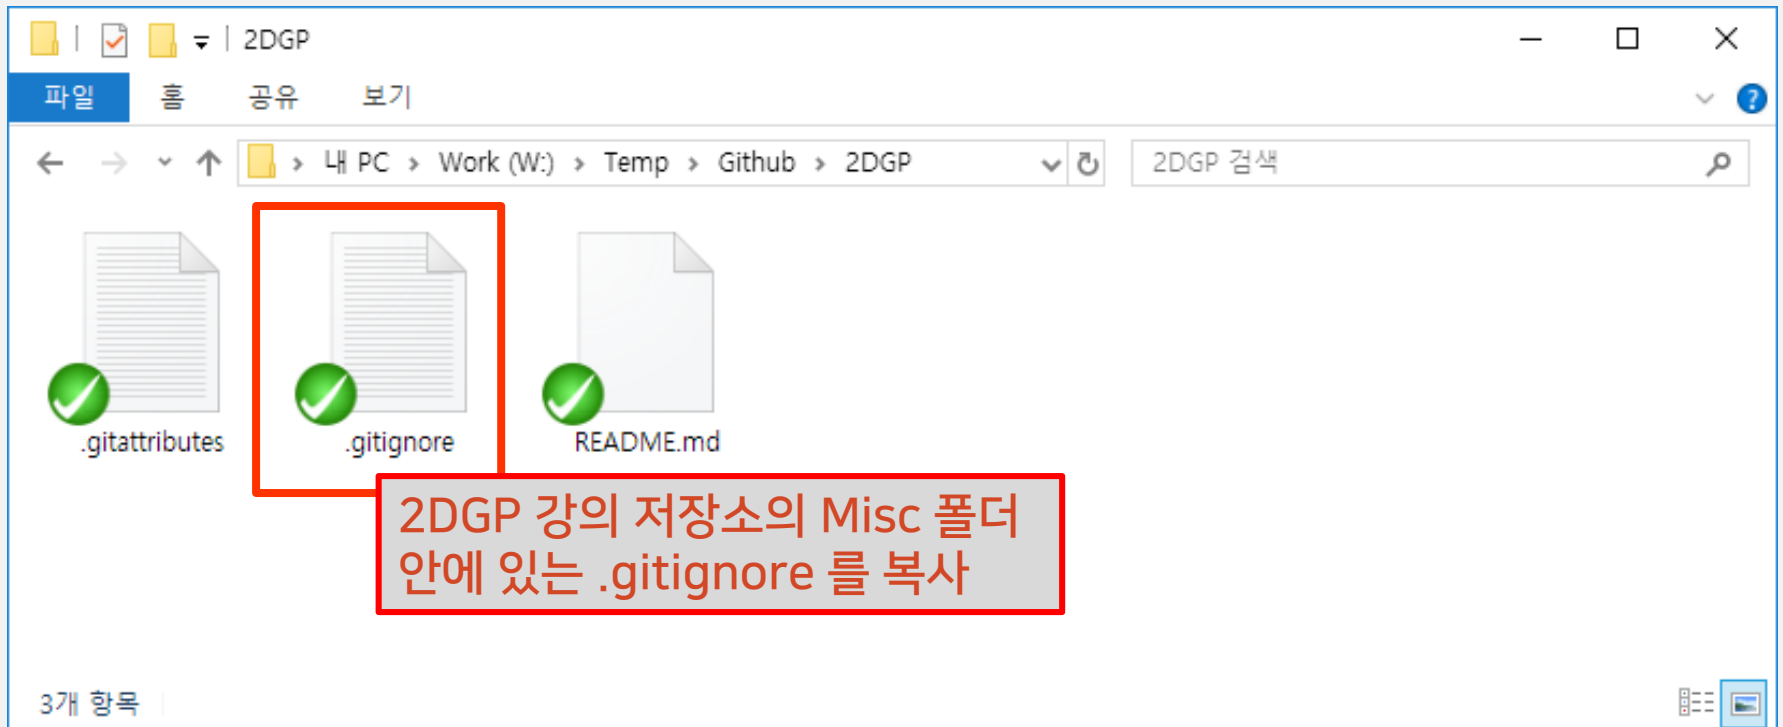 2DGP
파일 홈 공유 보기
내 PC › Work (W:) › Temp › Github › 2DGP
2DGP 검색
.gitattributes .gitignore README.md
2DGP 강의 저장소의 Misc 폴더
안에 있는 .gitignore 를 복사
3개 항목